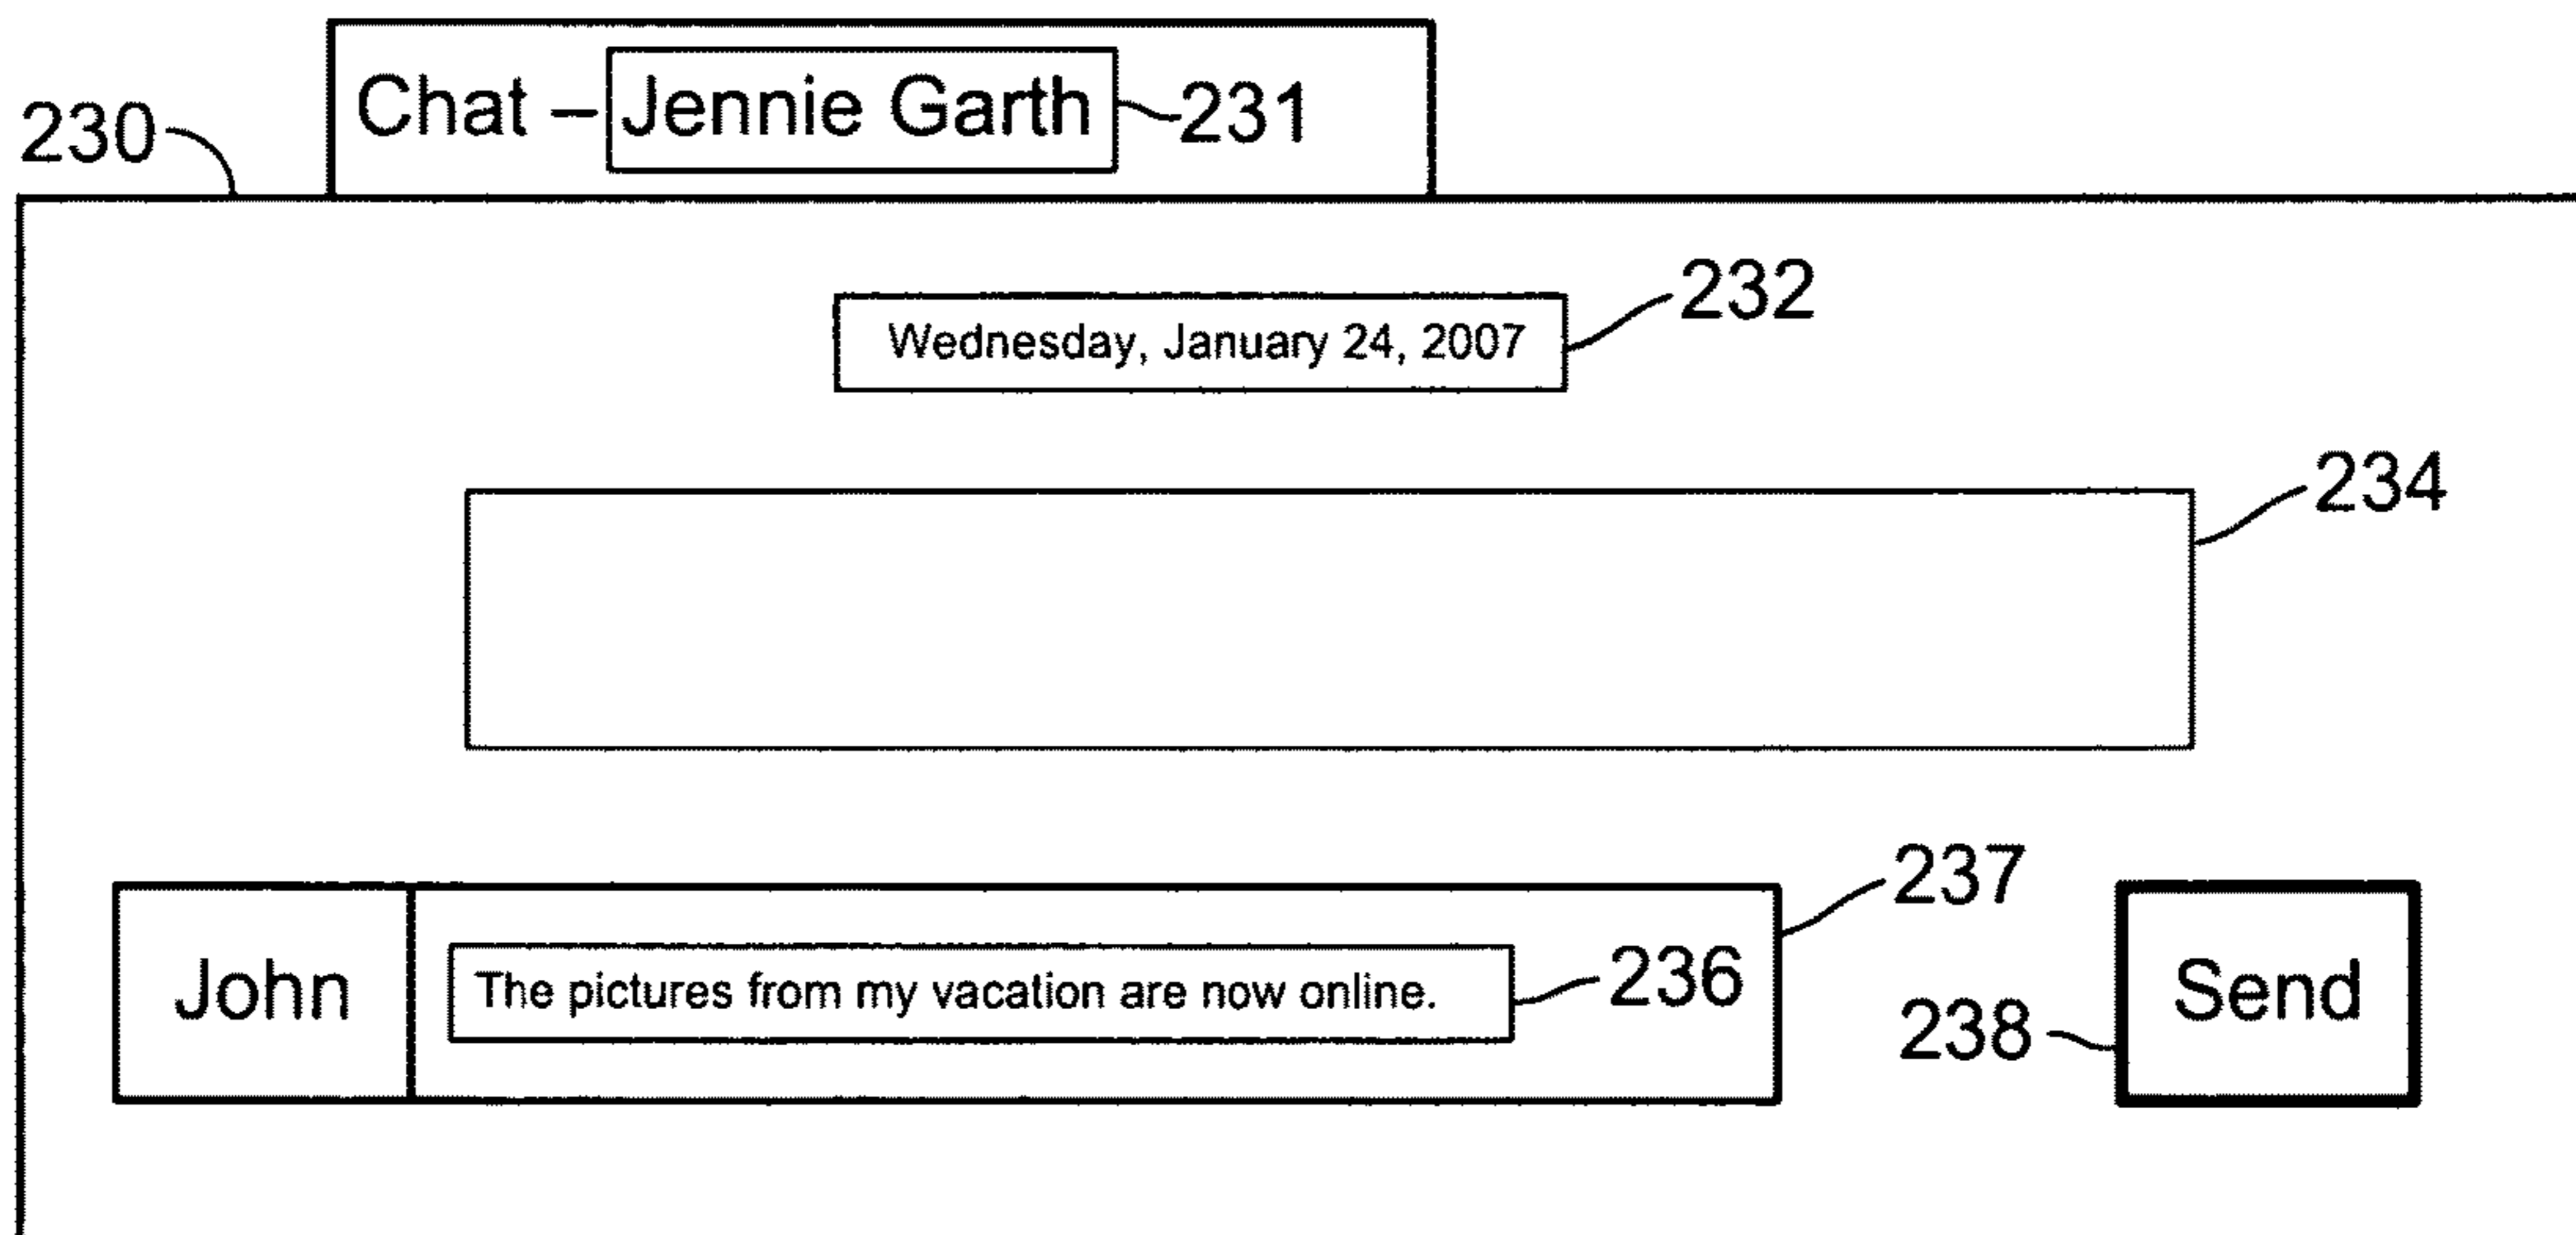 Chat – Jennie Garth 231
230
232
Wednesday, January 24, 2007
234
237
John The pictures from my vacation are now online. 236 Send
238